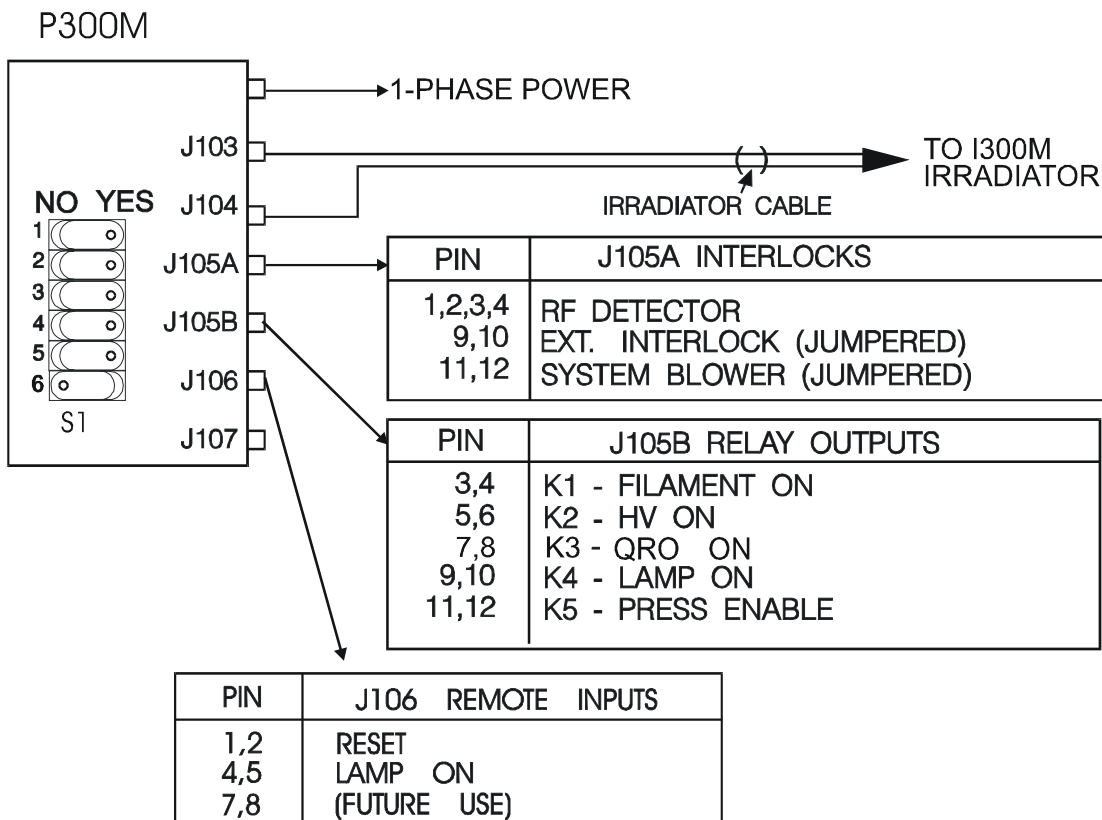 P300M
1-PHASE POWER
J103
TO I300M
IRRADIATOR
NO YES
J104
IRRADIATOR CABLE
1
2
3
4
5
6
S1
J105A
J105B
J106
J107
PIN J105A INTERLOCKS
1,2,3,4 RF DETECTOR
9,10 EXT. INTERLOCK (JUMPERED)
11,12 SYSTEM BLOWER (JUMPERED)
PIN J105B RELAY OUTPUTS
3,4 K1 - FILAMENT ON
5,6 K2 - HV ON
7,8 K3 - QRO ON
9,10 K4 - LAMP ON
11,12 K5 - PRESS ENABLE
PIN J106 REMOTE INPUTS
1,2 RESET
4,5 LAMP ON
7,8 (FUTURE USE)